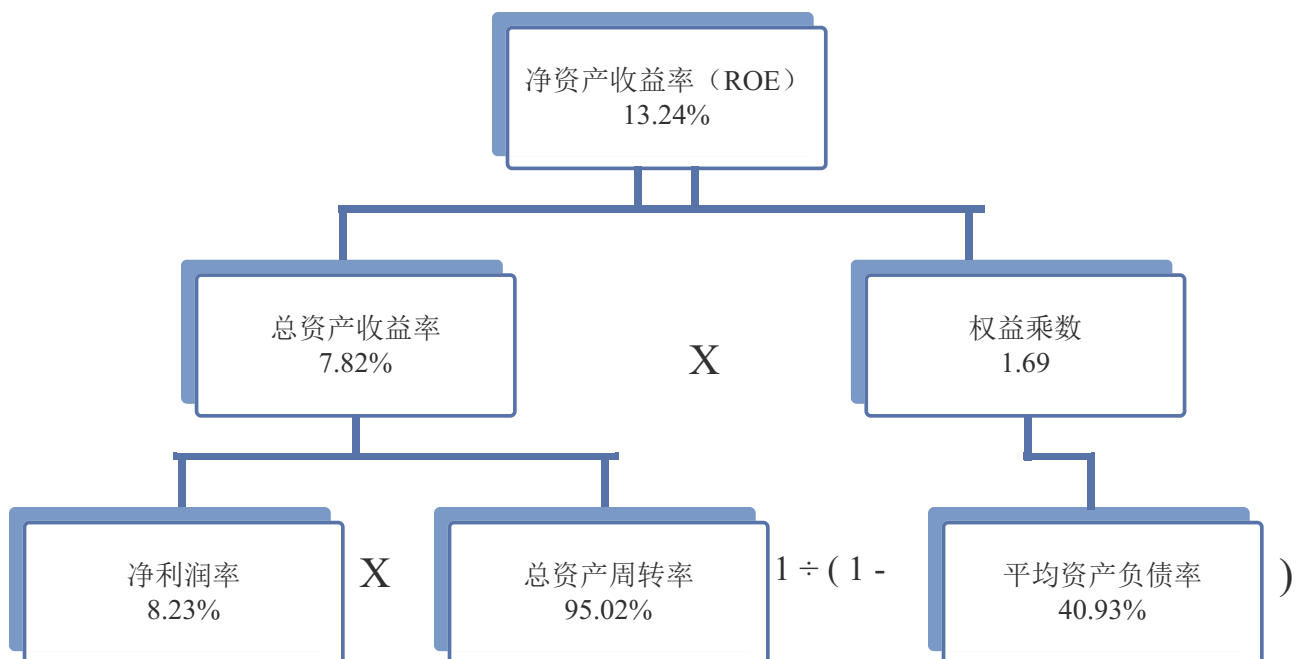 净资产收益率（ROE）
13.24%
总资产收益率
7.82%
X
权益乘数
1.69
净利润率
8.23%
X
总资产周转率
95.02%
1 ÷ ( 1 -
平均资产负债率
40.93%
)